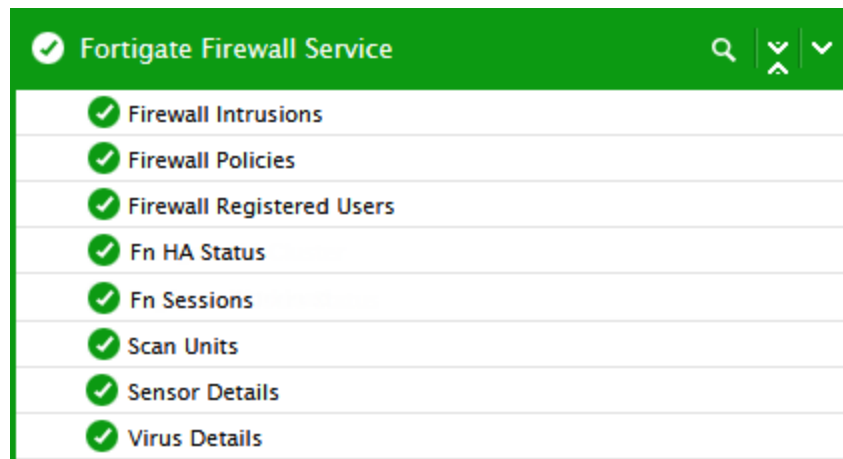 Fortigate Firewall Service
Firewall Intrusions
Firewall Policies
Firewall Registered Users
Fn HA Status
Fn Sessions
Scan Units
Sensor Details
Virus Details